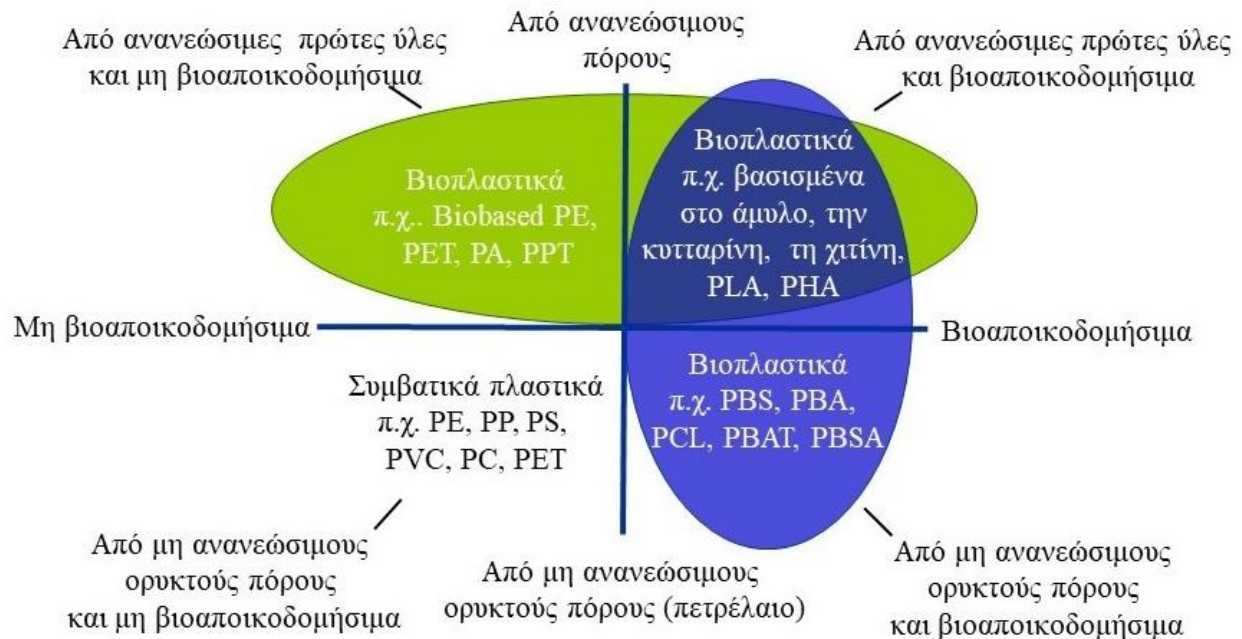 Από ανανεώσιμες πρώτες ύλες
και μη βιοαποικοδομήσιμα
Από ανανεώσιμους
πόρους
Από ανανεώσιμες πρώτες ύλες
και βιοαποικοδομήσιμα
Βιοπλαστικά
π.χ.. Biobased PE,
PET, PA, PPT
Βιοπλαστικά
π.χ. βασισμένα
στο άμυλο, την
κυτταρίνη, τη χιτίνη,
PLA, PHA
Μη βιοαποικοδομήσιμα
Βιοαποικοδομήσιμα
Συμβατικά πλαστικά
π.χ. PE, PP, PS,
PVC, PC, PET
Βιοπλαστικά
π.χ. PBS, PBA,
PCL, PBAT, PBSA
Από μη ανανεώσιμους
ορυκτούς πόρους
και μη βιοαποικοδομήσιμα
Από μη ανανεώσιμους
ορυκτούς πόρους (πετρέλαιο)
Από μη ανανεώσιμους
ορυκτούς πόρους
και βιοαποικοδομήσιμα